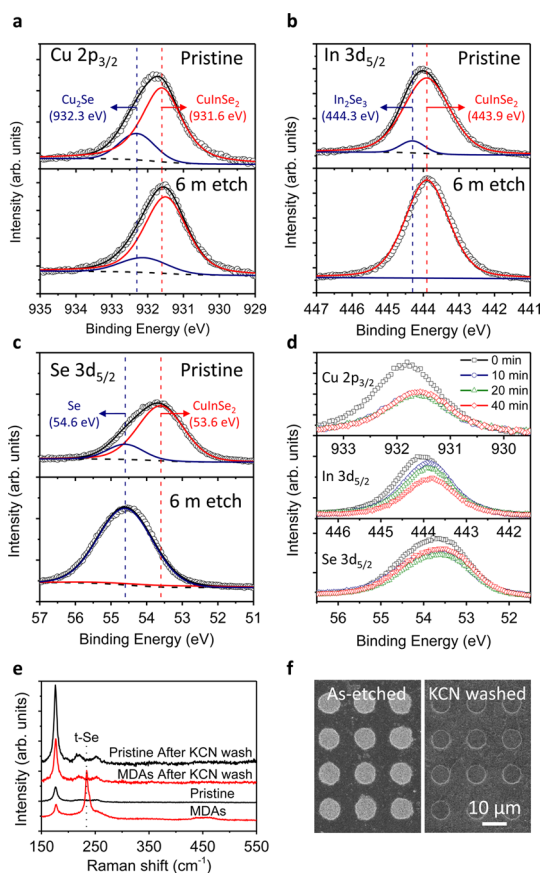 a
Cu 2p3/2
Pristine
Cu2Se
(932.3 eV)
CuInSe2
(931.6 eV)
6 m etch
Intensity (arb. units)
935 934 933 932 931 930 929
Binding Energy (eV)
b
In 3d5/2
Pristine
In2Se3
(444.3 eV)
CuInSe2
(443.9 eV)
6 m etch
Intensity (arb. units)
447 446 445 444 443 442 441
Binding Energy (eV)
c
Se 3d5/2
Pristine
Se
(54.6 eV)
CuInSe2
(53.6 eV)
6 m etch
Intensity (arb. units)
57 56 55 54 53 52 51
Binding Energy (eV)
d
0 min
10 min
20 min
40 min
Cu 2p3/2
933 932 931 930
In 3d5/2
446 445 444 443 442
Se 3d5/2
Intensity (arb. units)
56 55 54 53 52
Binding Energy (eV)
e
t-Se
Pristine After KCN wash
MDAs After KCN wash
Pristine
MDAs
Intensity (arb. units)
150 250 350 450 550
Raman shift (cm-1)
f
As-etched
KCN washed
10 µm